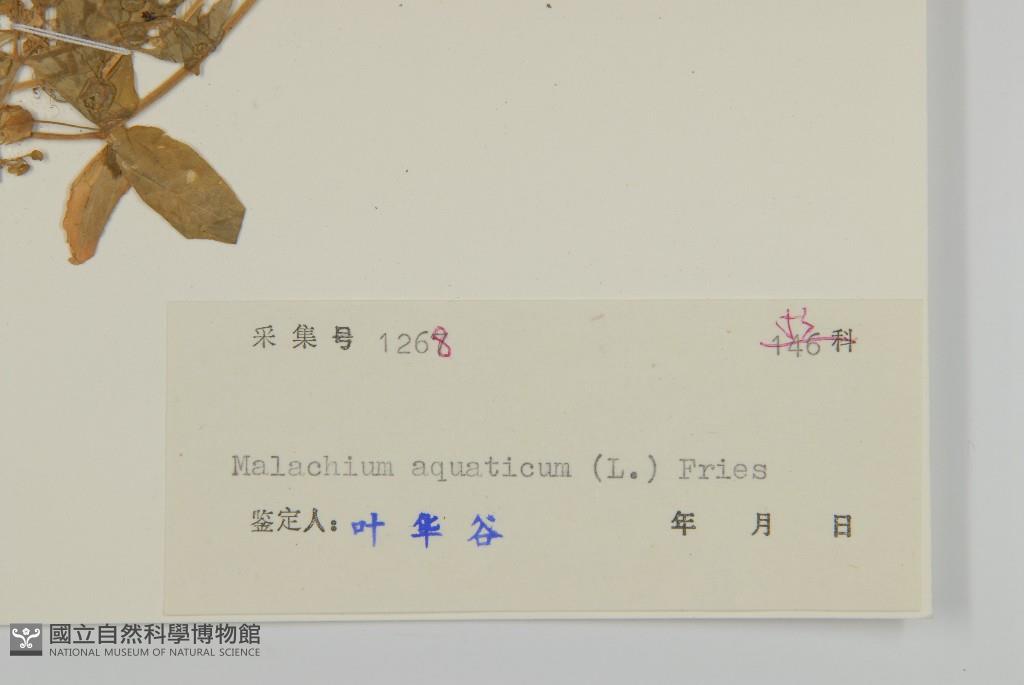 采集号 1268 53 146 科
Malachium aquaticum (L.) Fries
鉴定人: 叶华谷 年 月 日
國立自然科學博物館
NATIONAL MUSEUM OF NATURAL SCIENCE